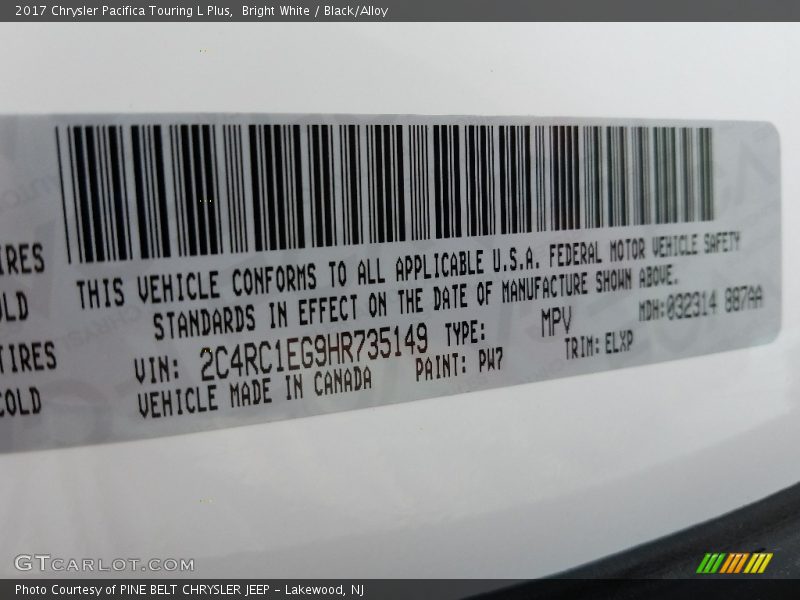 2017 Chrysler Pacifica Touring L Plus,  Bright White / Black/Alloy
IRES
THIS VEHICLE CONFORMS TO ALL APPLICABLE U.S.A. FEDERAL MOTOR VEHICLE SAFETY
OLD
STANDARDS IN EFFECT ON THE DATE OF MANUFACTURE SHOWN ABOVE.
TIRES
VIN: 2C4RC1EG9HR735149 TYPE: MPV MDH:032314 887AA
COLD
VEHICLE MADE IN CANADA PAINT: PW7 TRIM: ELXP
GTCARLOT.COM
Photo Courtesy of PINE BELT CHRYSLER JEEP - Lakewood, NJ